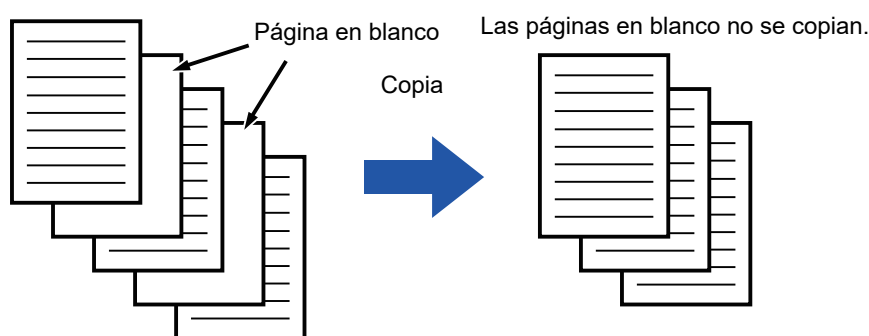 Página en blanco
Las páginas en blanco no se copian.
Copia